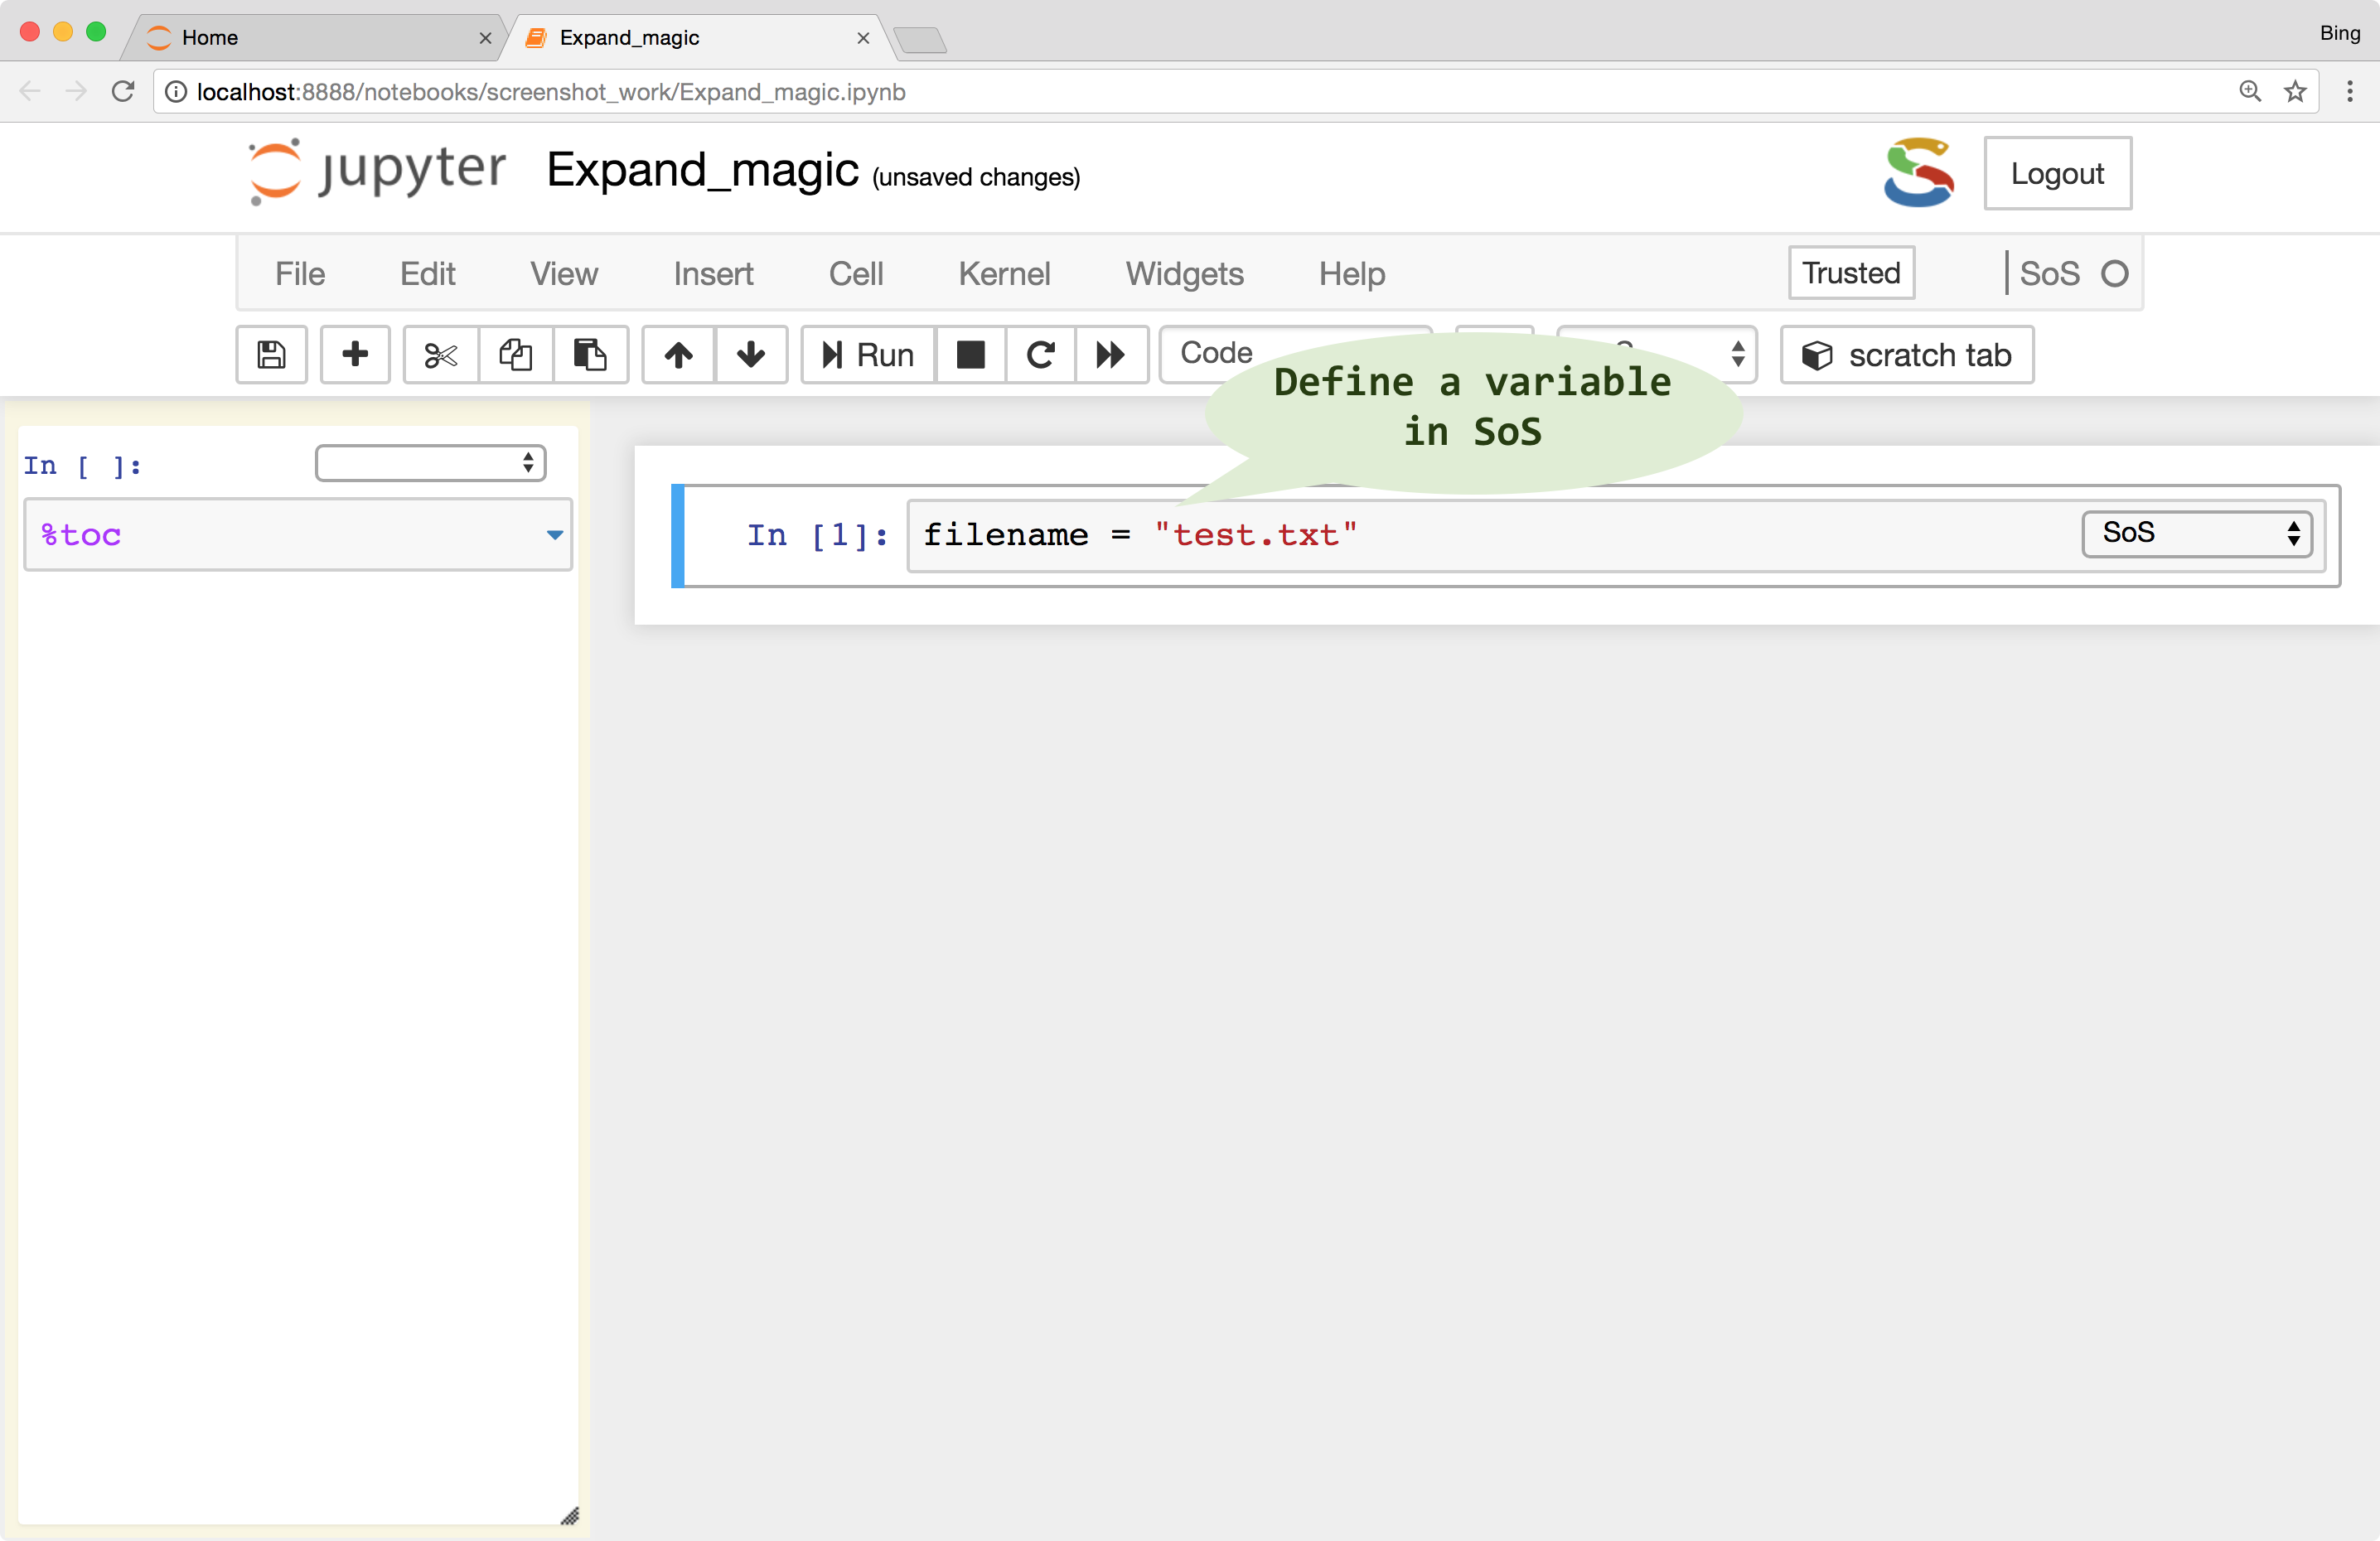 Home
Expand_magic
Bing
localhost:8888/notebooks/screenshot_work/Expand_magic.ipynb
jupyter Expand_magic (unsaved changes)
Logout
File Edit View Insert Cell Kernel Widgets Help Trusted SoS
Run Code scratch tab
Define a variable
in SoS
In [ ]:
%toc
In [1]: filename = "test.txt" SoS